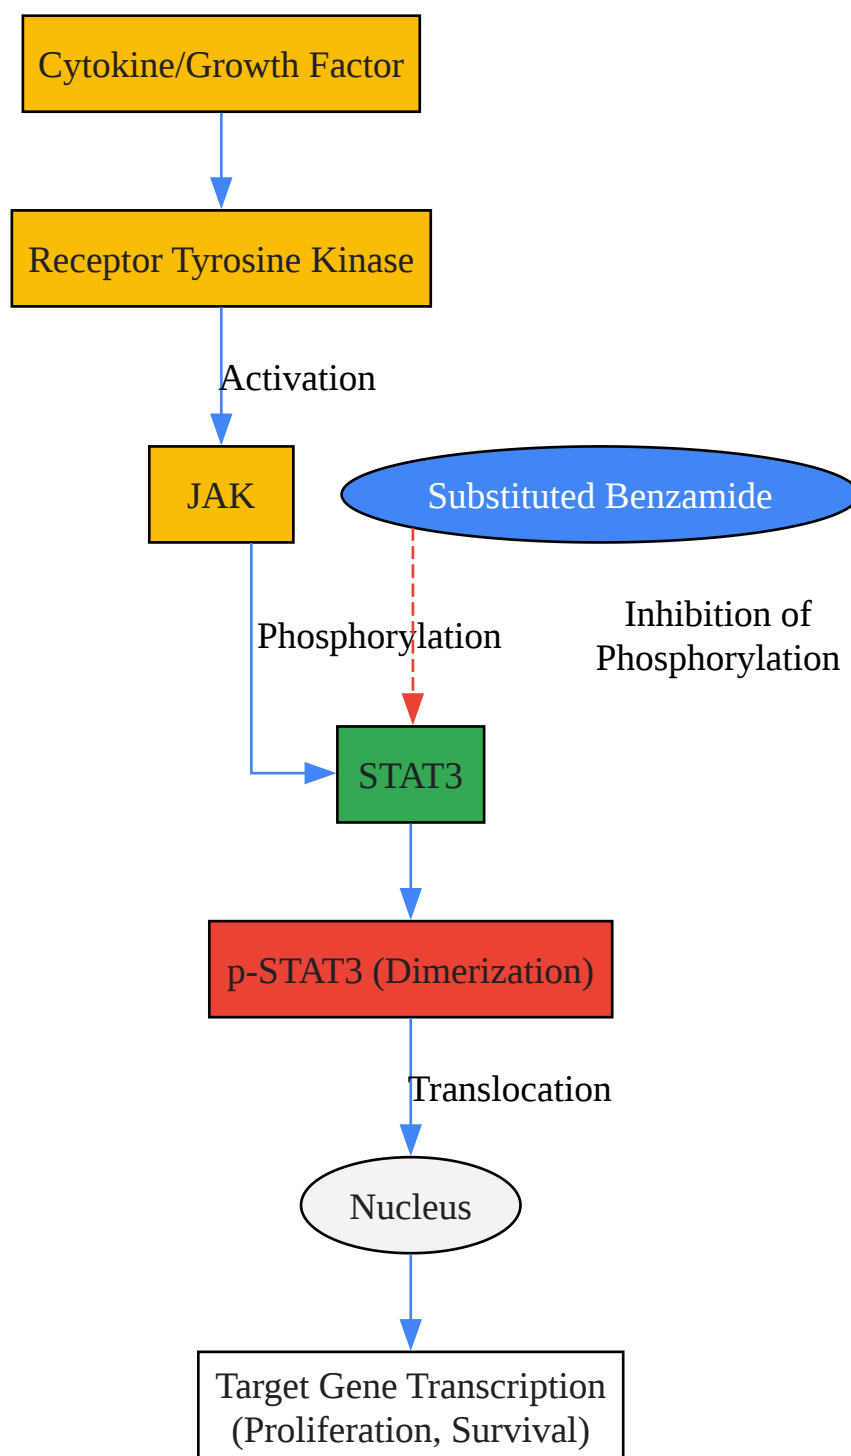 Cytokine/Growth Factor
Receptor Tyrosine Kinase
Activation
JAK
Substituted Benzamide
Phosphorylation
Inhibition of
Phosphorylation
STAT3
p-STAT3 (Dimerization)
Translocation
Nucleus
Target Gene Transcription
(Proliferation, Survival)